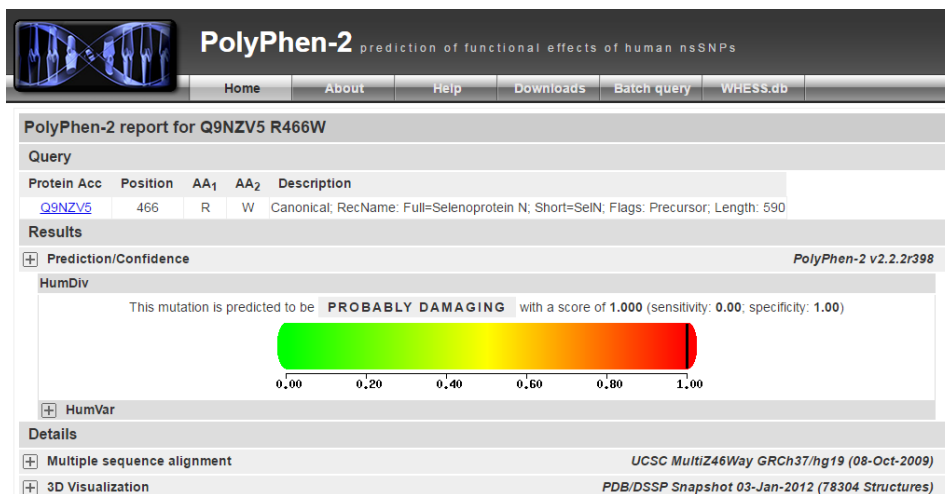 PolyPhen-2 prediction of functional effects of human nsSNPs
Home About Help Downloads Batch query WHESS.db
PolyPhen-2 report for Q9NZV5 R466W
Query
Protein Acc Position AA1 AA2 Description
Q9NZV5 466 R W Canonical; RecName: Full=Selenoprotein N; Short=SelN; Flags: Precursor; Length: 590
Results
Prediction/Confidence PolyPhen-2 v2.2.2r398
HumDiv
This mutation is predicted to be PROBABLY DAMAGING with a score of 1.000 (sensitivity: 0.00; specificity: 1.00)
0.00 0.20 0.40 0.60 0.80 1.00
HumVar
Details
Multiple sequence alignment UCSC MultiZ46Way GRCh37/hg19 (08-Oct-2009)
3D Visualization PDB/DSSP Snapshot 03-Jan-2012 (78304 Structures)